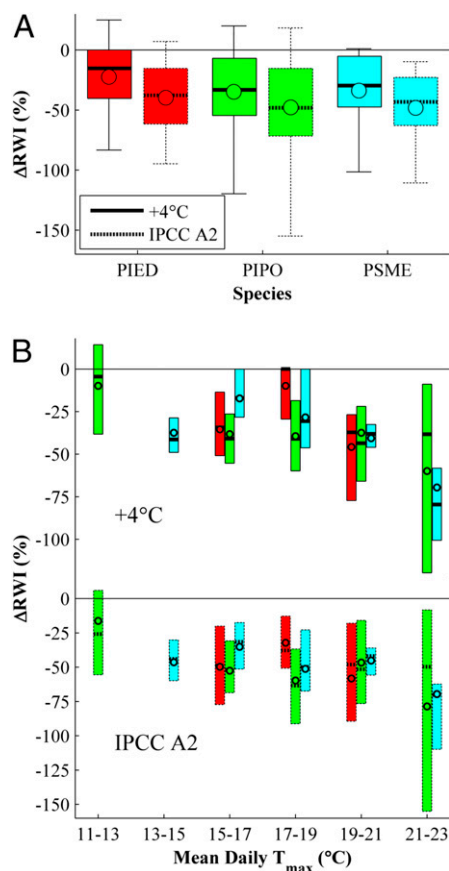 A
ΔRWI (%)
0
-50
-100
-150
+4°C
IPCC A2
PIED PIPO PSME
Species
B
ΔRWI (%)
0
-25
-50
-75
-100
+4°C
ΔRWI (%)
0
-25
-50
-75
-100
-125
-150
IPCC A2
11-13 13-15 15-17 17-19 19-21 21-23
Mean Daily Tmax (°C)